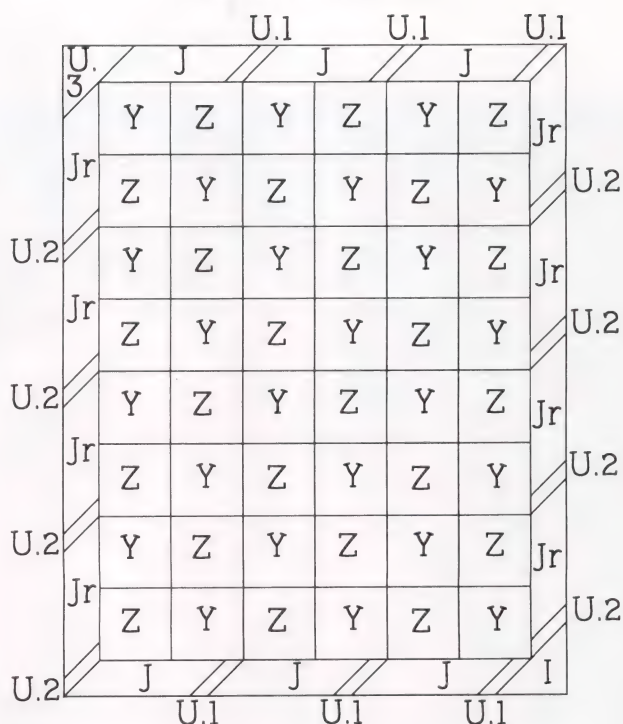 U.1 U.1 U.1
U. J J J
3
Y Z Y Z Y Z Jr
Jr
Z Y Z Y Z Y U.2
U.2 Y Z Y Z Y Z Jr
Jr
Z Y Z Y Z Y U.2
U.2 Y Z Y Z Y Z Jr
Jr
Z Y Z Y Z Y U.2
U.2 Y Z Y Z Y Z Jr
Jr
Z Y Z Y Z Y U.2
U.2 J J J I
U.1 U.1 U.1